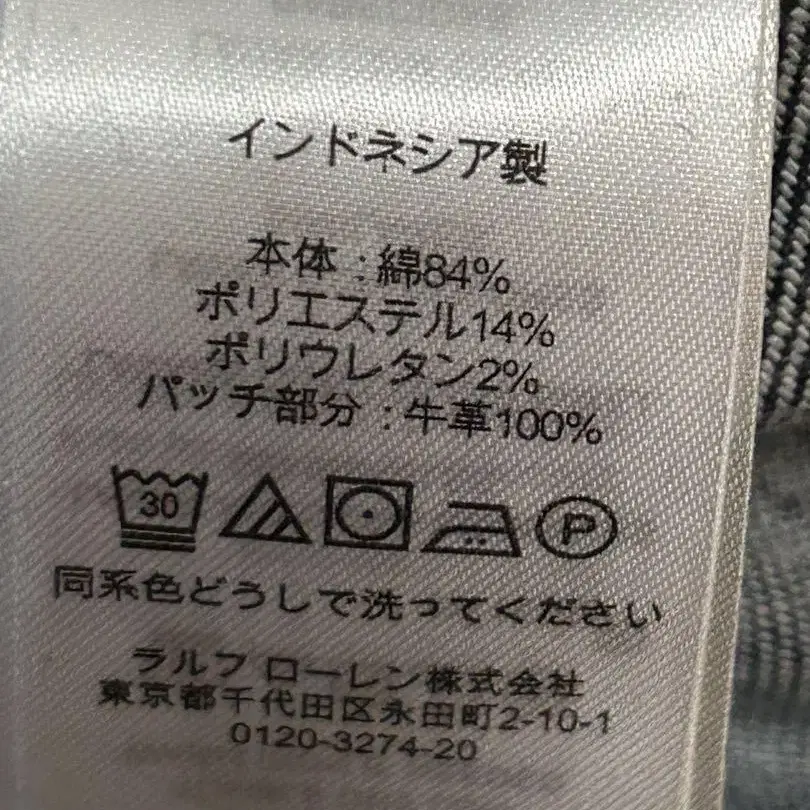 インドネシア製
本体：綿84%
ポリエステル14%
ポリウレタン2%
パッチ部分：牛革100%
30
P
同系色どうしで洗ってください
ラルフ ローレン株式会社
東京都千代田区永田町2-10-1
0120-3274-20